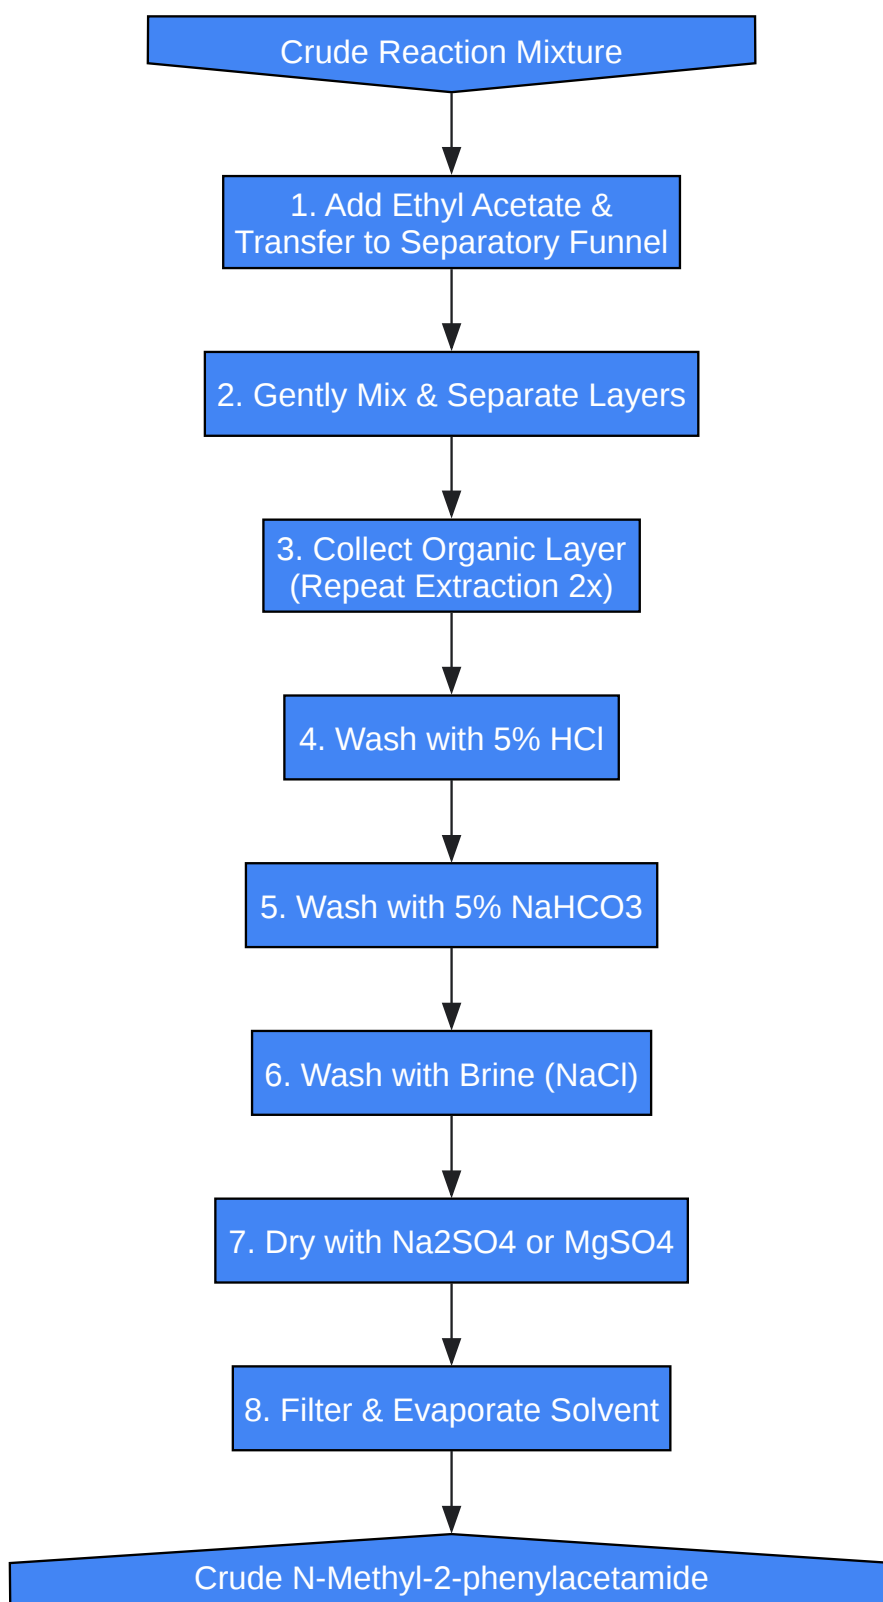 Crude Reaction Mixture
1. Add Ethyl Acetate &
Transfer to Separatory Funnel
2. Gently Mix & Separate Layers
3. Collect Organic Layer
(Repeat Extraction 2x)
4. Wash with 5% HCl
5. Wash with 5% NaHCO3
6. Wash with Brine (NaCl)
7. Dry with Na2SO4 or MgSO4
8. Filter & Evaporate Solvent
Crude N-Methyl-2-phenylacetamide